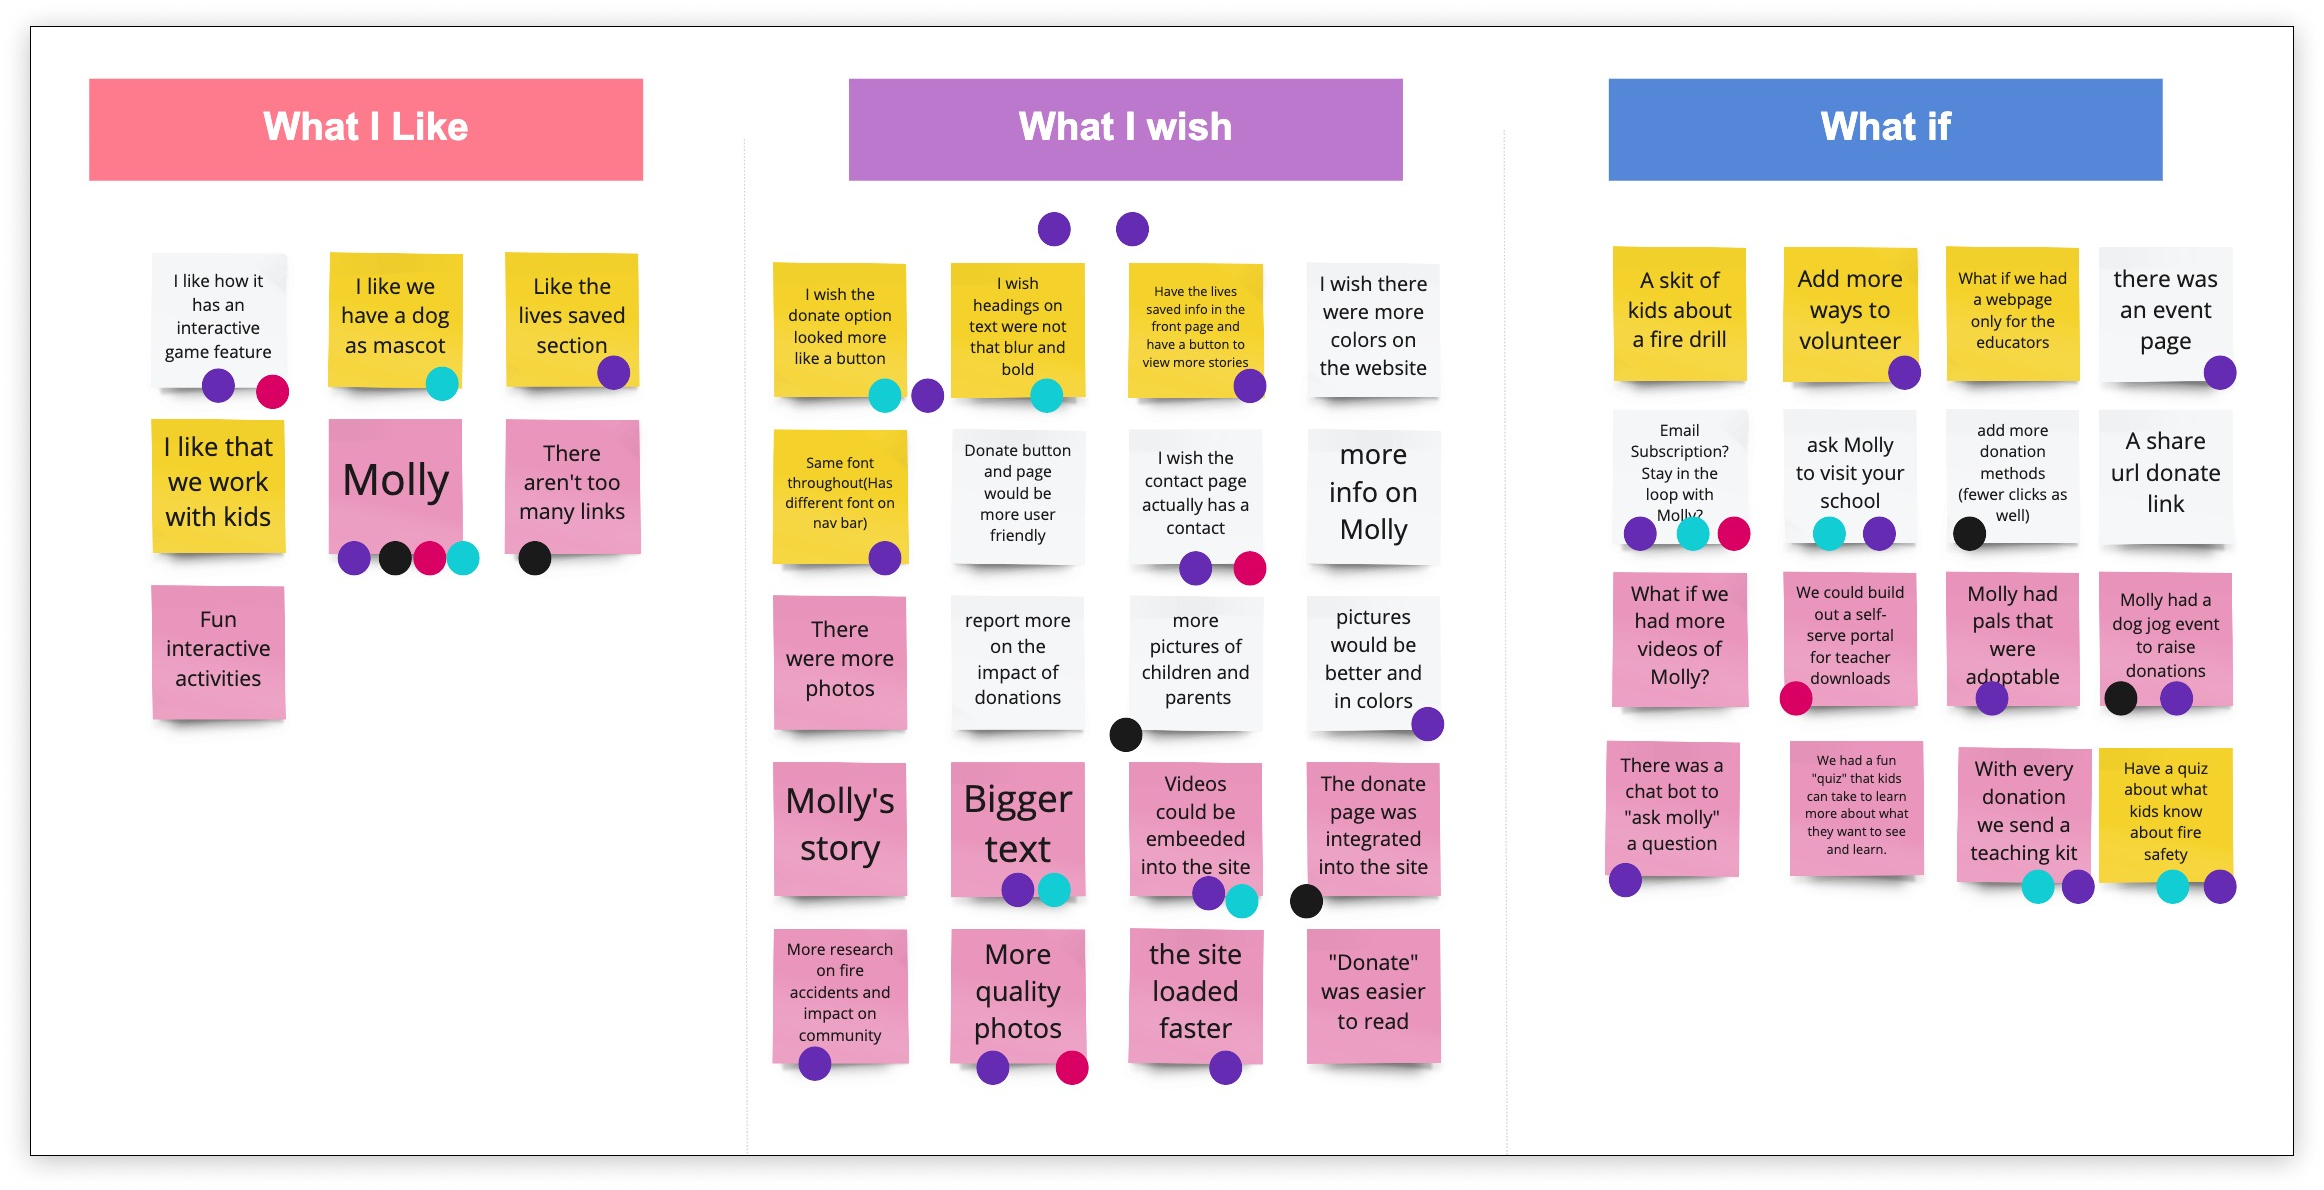 What I Like
I like how it
has an
interactive
game feature
I like we
have a dog
as mascot
Like the
lives saved
section
I like that
we work
with kids
Molly
There
aren't too
many links
Fun
interactive
activities
What I wish
I wish the
donate option
looked more
like a button
I wish
headings on
text were not
that blur and
bold
Have the lives
saved info in the
front page and
have a button to
view more stories
I wish there
were more
colors on
the website
Same font
throughout(Has
different font on
nav bar)
Donate button
and page
would be
more user
friendly
I wish the
contact page
actually has a
contact
more
info on
Molly
There
were more
photos
report more
on the
impact of
donations
more
pictures of
children and
parents
pictures
would be
better and
in colors
Molly's
story
Bigger
text
Videos
could be
embeeded
into the site
The donate
page was
integrated
into the site
More research
on fire
accidents and
impact on
community
More
quality
photos
the site
loaded
faster
"Donate"
was easier
to read
What if
A skit of
kids about
a fire drill
Add more
ways to
volunteer
What if we had
a webpage
only for the
educators
there was
an event
page
Email
Subscription?
Stay in the
loop with
Molly?
ask Molly
to visit your
school
add more
donation
methods
(fewer clicks as
well)
A share
url donate
link
What if we
had more
videos of
Molly?
We could build
out a self-
serve portal
for teacher
downloads
Molly had
pals that
were
adoptable
Molly had a
dog jog event
to raise
donations
There was a
chat bot to
"ask molly"
a question
We had a fun
"quiz" that kids
can take to learn
more about what
they want to see
and learn.
With every
donation
we send a
teaching kit
Have a quiz
about what
kids know
about fire
safety